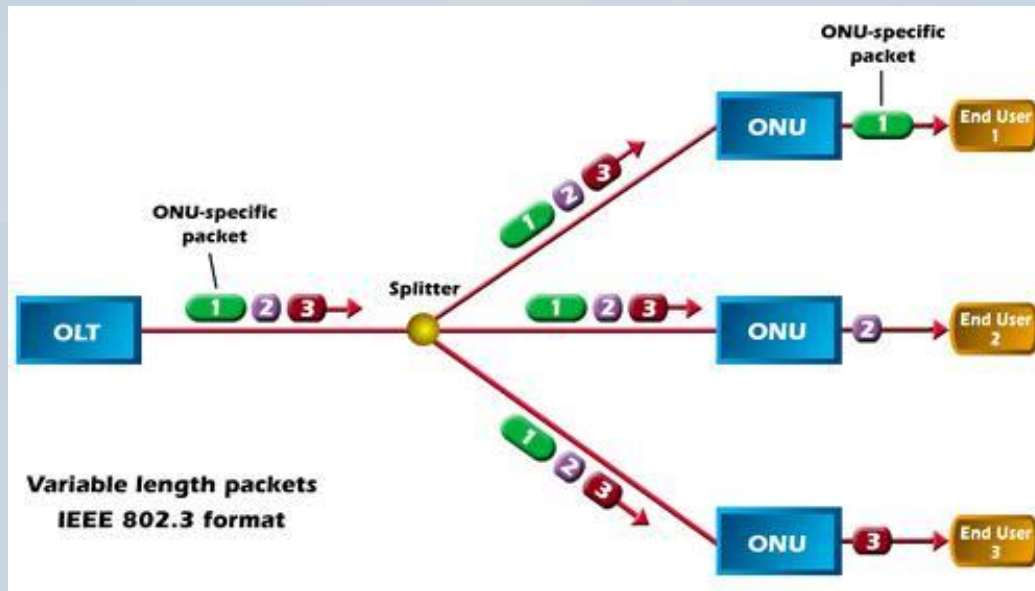 ONU-specific
packet
ONU
1
End User
1
1 2 3
ONU-specific
packet
OLT
1 2 3
Splitter
1 2 3
ONU
2
End User
2
1 2 3
ONU
3
End User
3
Variable length packets
IEEE 802.3 format